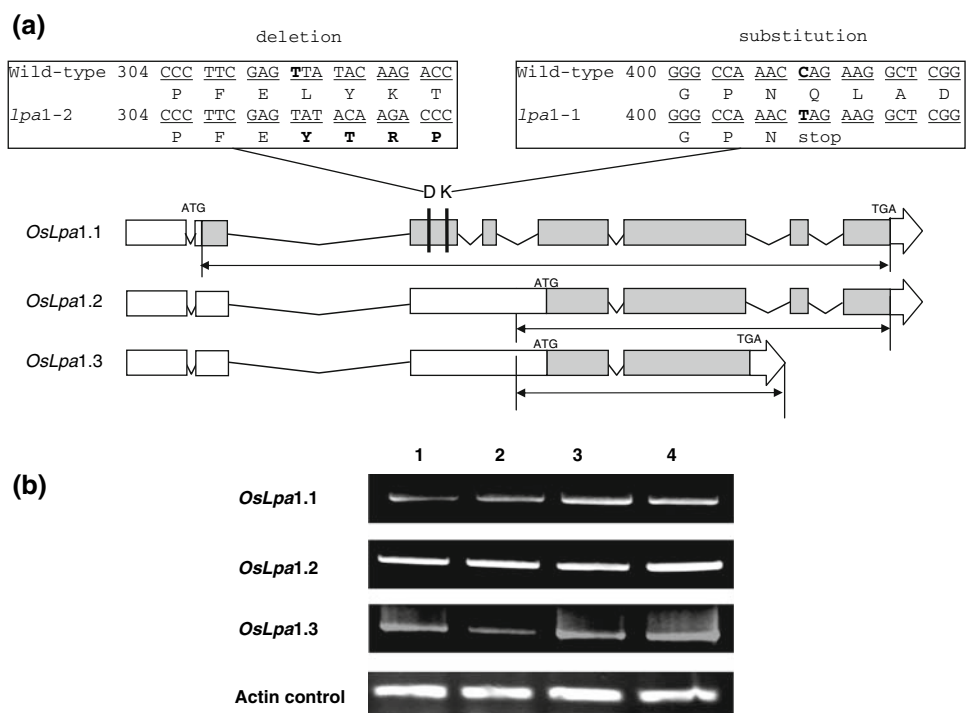 (a)
deletion
substitution
Wild-type 304 CCC TTC GAG TTA TAC AAG ACC
P F E L Y K T
lpa1-2 304 CCC TTC GAG TAT ACA AGA CCC
P F E Y T R P
Wild-type 400 GGG CCA AAC CAG AAG GCT CGG
G P N Q L A D
lpa1-1 400 GGG CCA AAC TAG AAG GCT CGG
G P N stop
D K
OsLpa1.1
ATG
TGA
OsLpa1.2
ATG
OsLpa1.3
ATG
TGA
(b)
1 2 3 4
OsLpa1.1
OsLpa1.2
OsLpa1.3
Actin control